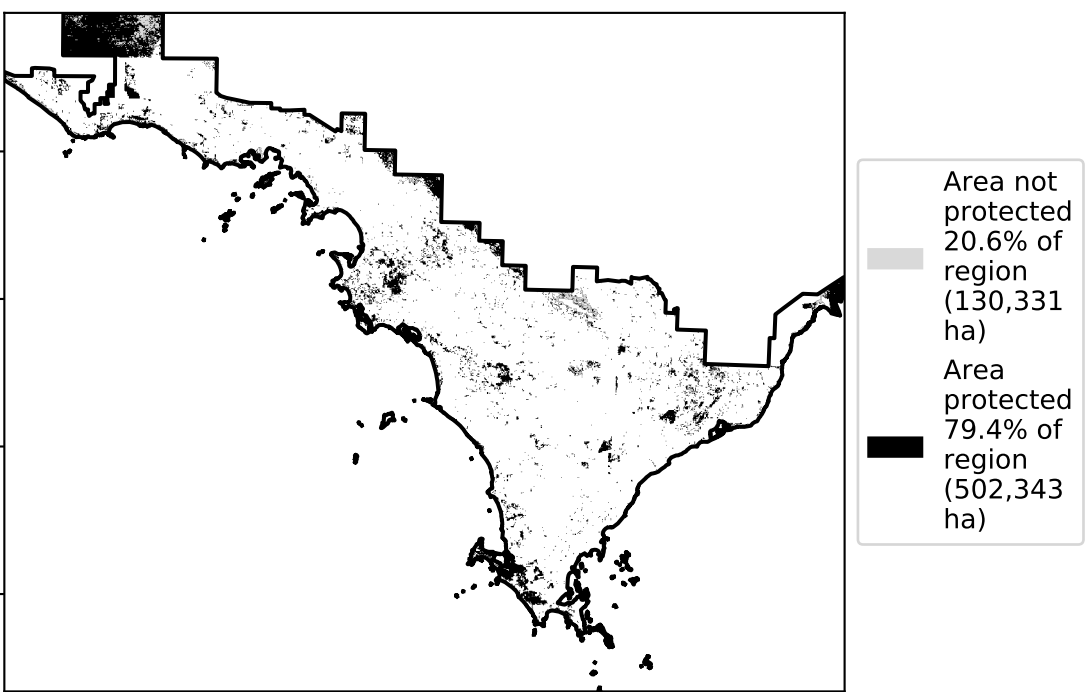 Area not
protected
20.6% of
region
(130,331
ha)
Area
protected
79.4% of
region
(502,343
ha)